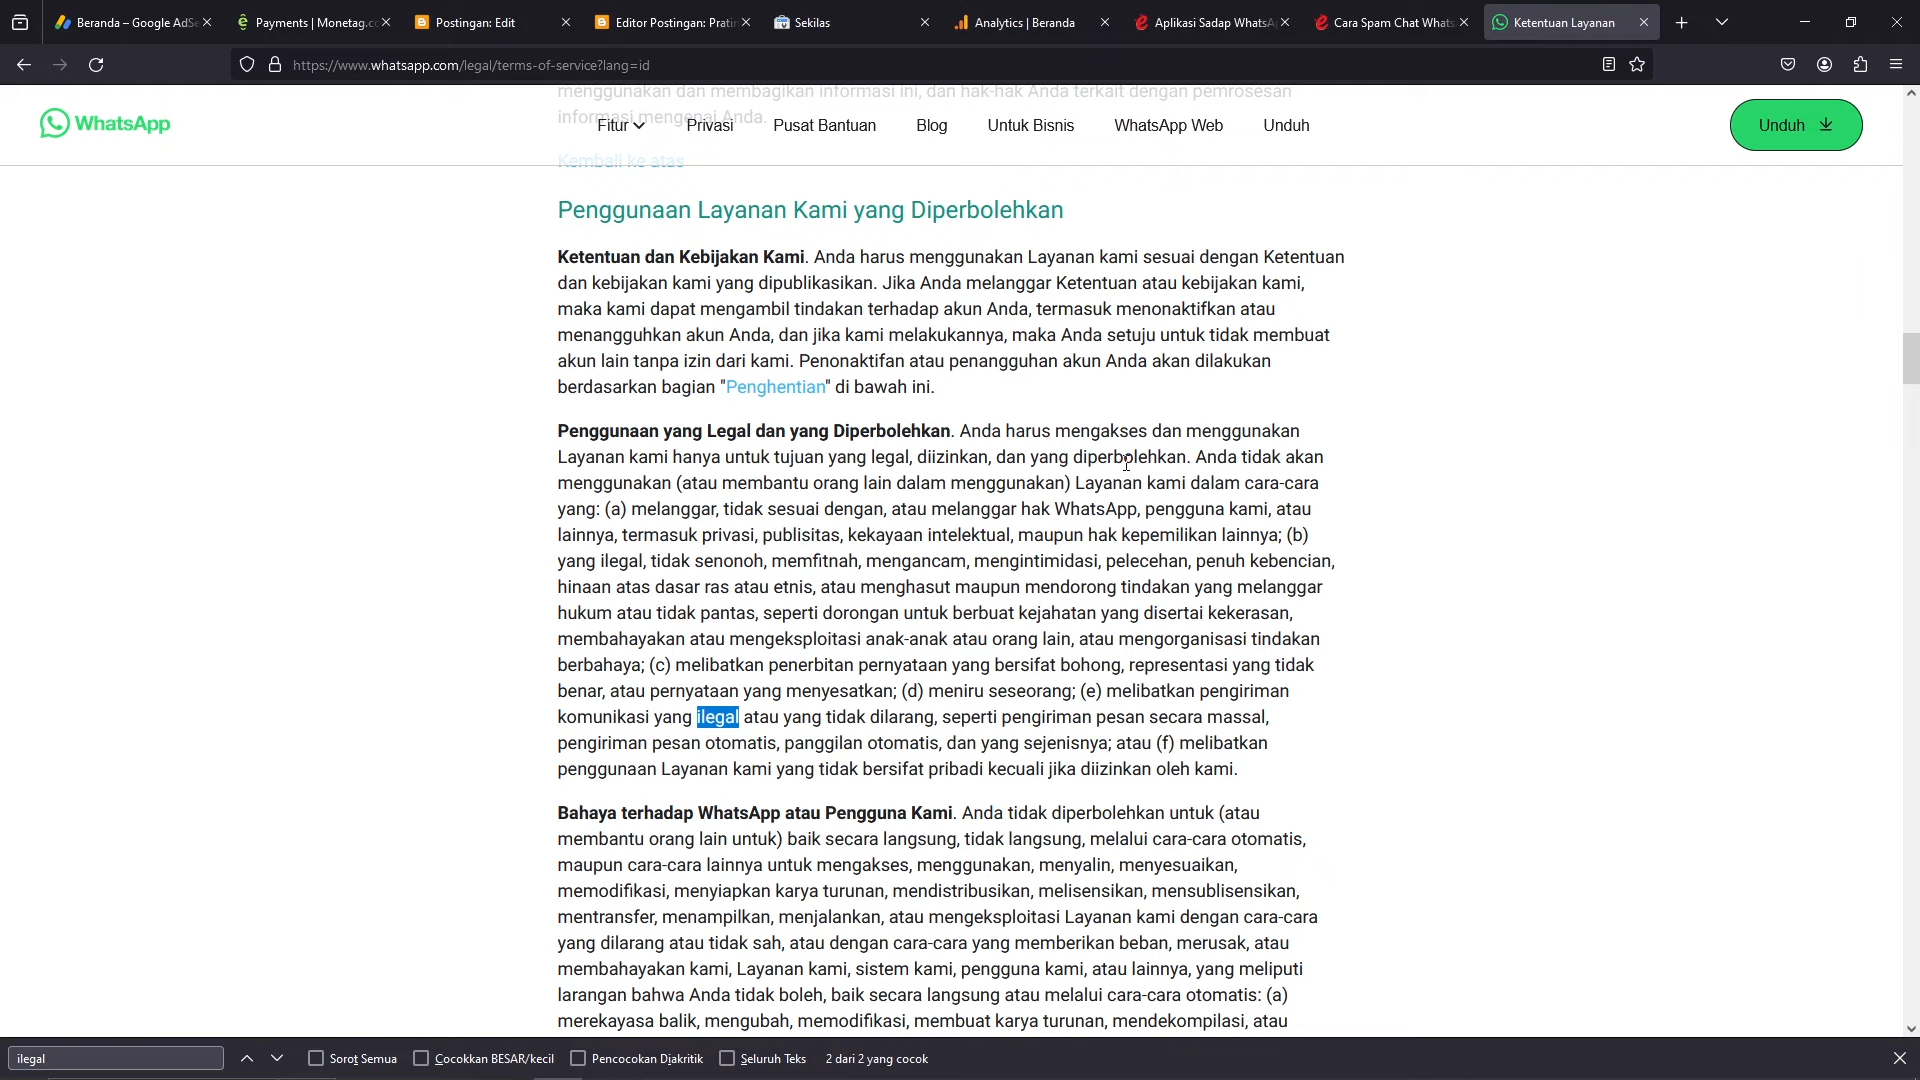 Beranda – Google AdSe
Payments | Monetag.co
Postingan: Edit
Editor Postingan: Pratin
Sekilas
Analytics | Beranda
Aplikasi Sadap WhatsA
Cara Spam Chat Whats
Ketentuan Layanan
https://www.whatsapp.com/legal/terms-of-service?lang=id
menggunakan dan membagikan informasi ini, dan hak-hak Anda terkait dengan pemrosesan
informasi mengenai Anda.
WhatsApp
Fitur
Privasi
Pusat Bantuan
Blog
Untuk Bisnis
WhatsApp Web
Unduh
Unduh
Kembali ke atas
Penggunaan Layanan Kami yang Diperbolehkan
Ketentuan dan Kebijakan Kami. Anda harus menggunakan Layanan kami sesuai dengan Ketentuan
dan kebijakan kami yang dipublikasikan. Jika Anda melanggar Ketentuan atau kebijakan kami,
maka kami dapat mengambil tindakan terhadap akun Anda, termasuk menonaktifkan atau
menangguhkan akun Anda, dan jika kami melakukannya, maka Anda setuju untuk tidak membuat
akun lain tanpa izin dari kami. Penonaktifan atau penangguhan akun Anda akan dilakukan
berdasarkan bagian "Penghentian" di bawah ini.
Penggunaan yang Legal dan yang Diperbolehkan. Anda harus mengakses dan menggunakan
Layanan kami hanya untuk tujuan yang legal, diizinkan, dan yang diperbolehkan. Anda tidak akan
menggunakan (atau membantu orang lain dalam menggunakan) Layanan kami dalam cara-cara
yang: (a) melanggar, tidak sesuai dengan, atau melanggar hak WhatsApp, pengguna kami, atau
lainnya, termasuk privasi, publisitas, kekayaan intelektual, maupun hak kepemilikan lainnya; (b)
yang ilegal, tidak senonoh, memfitnah, mengancam, mengintimidasi, pelecehan, penuh kebencian,
hinaan atas dasar ras atau etnis, atau menghasut maupun mendorong tindakan yang melanggar
hukum atau tidak pantas, seperti dorongan untuk berbuat kejahatan yang disertai kekerasan,
membahayakan atau mengeksploitasi anak-anak atau orang lain, atau mengorganisasi tindakan
berbahaya; (c) melibatkan penerbitan pernyataan yang bersifat bohong, representasi yang tidak
benar, atau pernyataan yang menyesatkan; (d) meniru seseorang; (e) melibatkan pengiriman
komunikasi yang ilegal atau yang tidak dilarang, seperti pengiriman pesan secara massal,
pengiriman pesan otomatis, panggilan otomatis, dan yang sejenisnya; atau (f) melibatkan
penggunaan Layanan kami yang tidak bersifat pribadi kecuali jika diizinkan oleh kami.
Bahaya terhadap WhatsApp atau Pengguna Kami. Anda tidak diperbolehkan untuk (atau
membantu orang lain untuk) baik secara langsung, tidak langsung, melalui cara-cara otomatis,
maupun cara-cara lainnya untuk mengakses, menggunakan, menyalin, menyesuaikan,
memodifikasi, menyiapkan karya turunan, mendistribusikan, melisensikan, mensublisensikan,
mentransfer, menampilkan, menjalankan, atau mengeksploitasi Layanan kami dengan cara-cara
yang dilarang atau tidak sah, atau dengan cara-cara yang memberikan beban, merusak, atau
membahayakan kami, Layanan kami, sistem kami, pengguna kami, atau lainnya, yang meliputi
larangan bahwa Anda tidak boleh, baik secara langsung atau melalui cara-cara otomatis: (a)
merekayasa balik, mengubah, memodifikasi, membuat karya turunan, mendekompilasi, atau
ilegal
Sorot Semua
Cocokkan BESAR/kecil
Pencocokan Diakritik
Seluruh Teks
2 dari 2 yang cocok